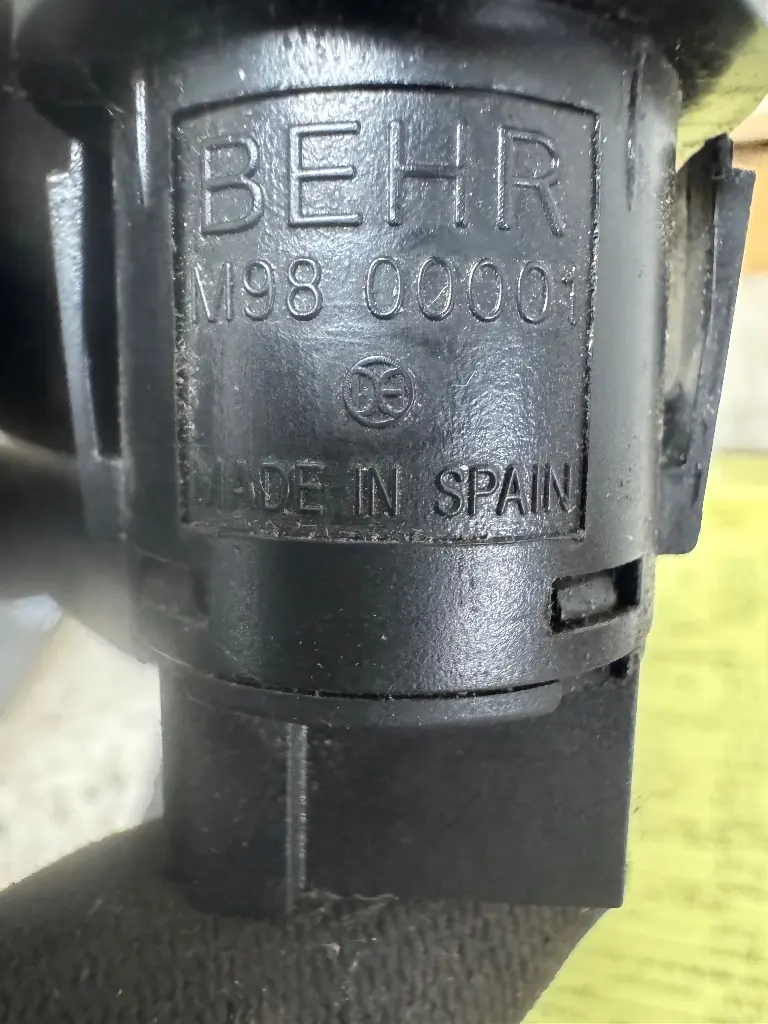 BEHR
M98 00001
MADE IN SPAIN